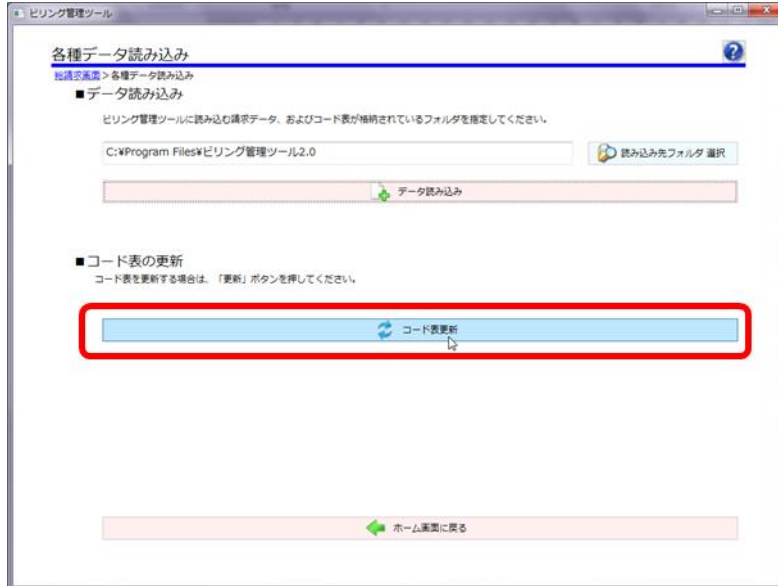 ビリング管理ツール
各種データ読み込み
総請求画面 > 各種データ読み込み
■データ読み込み
ビリング管理ツールに読み込む請求データ、およびコード表が格納されているフォルダを指定してください。
C:¥Program Files¥ビリング管理ツール2.0
読み込み先フォルダ 選択
データ読み込み
■コード表の更新
コード表を更新する場合は、「更新」ボタンを押してください。
コード表更新
ホーム画面に戻る